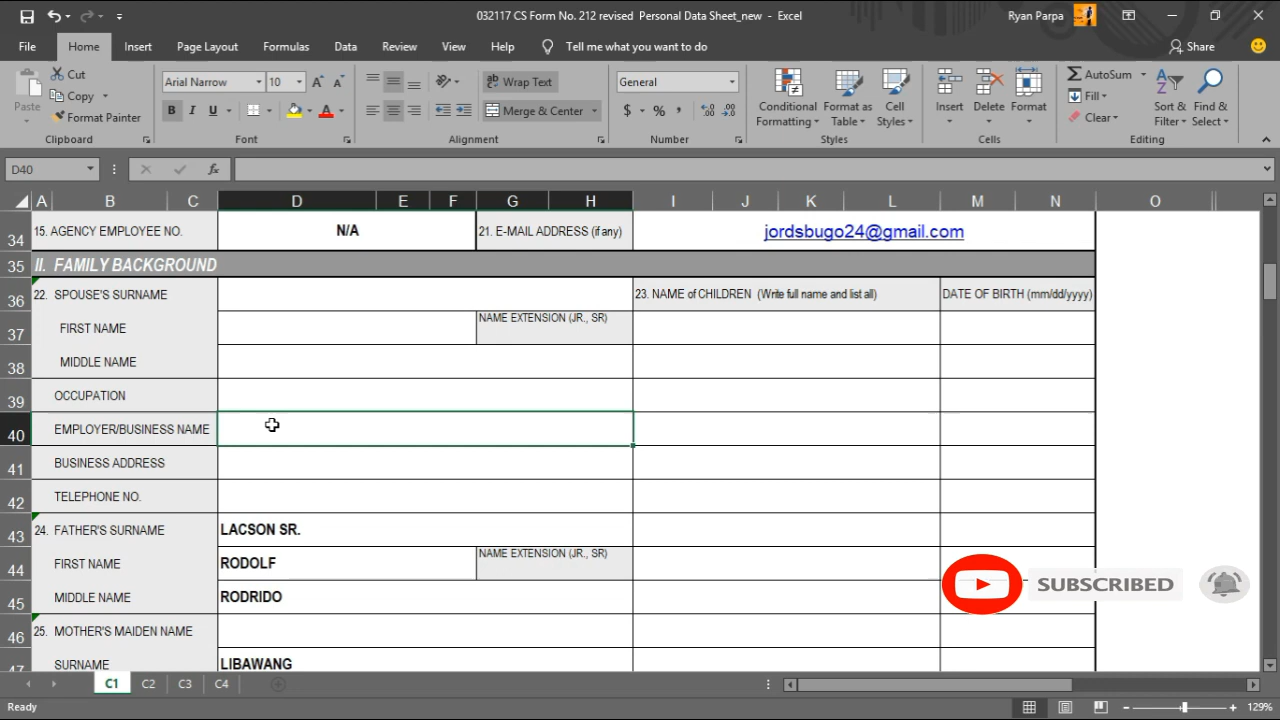 032117 CS Form No. 212 revised Personal Data Sheet_new - Excel
Ryan Parpa
File Home Insert Page Layout Formulas Data Review View Help Tell me what you want to do Share
Paste
Cut
Copy
Format Painter
Clipboard
Arial Narrow 10
B I U
Font
Wrap Text
Merge & Center
Alignment
General
$ % ,
Number
Conditional Formatting
Format as Table
Cell Styles
Styles
Insert Delete Format
Cells
AutoSum
Fill
Clear
Sort & Filter
Find & Select
Editing
D40 fx
A B C D E F G H I J K L M N O
34 15. AGENCY EMPLOYEE NO. N/A 21. E-MAIL ADDRESS (if any) jordsbugo24@gmail.com
35 II. FAMILY BACKGROUND
36 22. SPOUSE'S SURNAME 23. NAME of CHILDREN (Write full name and list all) DATE OF BIRTH (mm/dd/yyyy)
37 FIRST NAME NAME EXTENSION (JR., SR)
38 MIDDLE NAME
39 OCCUPATION
40 EMPLOYER/BUSINESS NAME
41 BUSINESS ADDRESS
42 TELEPHONE NO.
43 24. FATHER'S SURNAME LACSON SR.
44 FIRST NAME RODOLF NAME EXTENSION (JR., SR)
45 MIDDLE NAME RODRIDO
SUBSCRIBED
46 25. MOTHER'S MAIDEN NAME
47 SURNAME LIBAWANG
C1 C2 C3 C4
Ready
129%